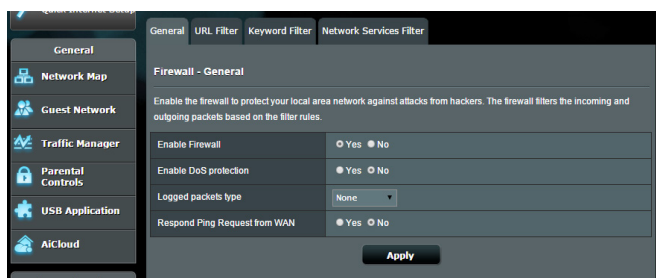 Quick Internet Setup
General
Network Map
Guest Network
Traffic Manager
Parental
Controls
USB Application
AiCloud
General URL Filter Keyword Filter Network Services Filter
Firewall - General
Enable the firewall to protect your local area network against attacks from hackers. The firewall filters the incoming and
outgoing packets based on the filter rules.
Enable Firewall Yes No
Enable DoS protection Yes No
Logged packets type None
Respond Ping Request from WAN Yes No
Apply